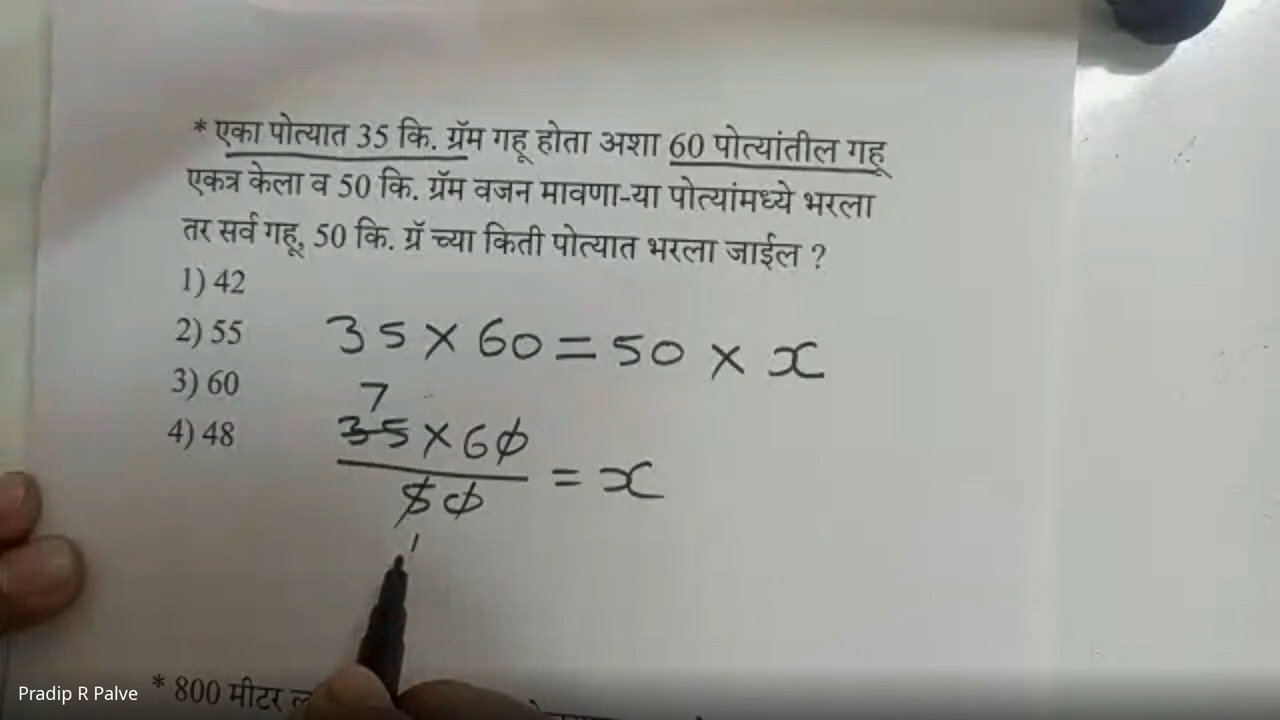 * एका पोत्यात 35 कि. ग्रॅम गहू होता अशा 60 पोत्यांतील गहू
एकत्र केला व 50 कि. ग्रॅम वजन मावणा-या पोत्यांमध्ये भरला
तर सर्व गहू, 50 कि. ग्रॅ च्या किती पोत्यात भरला जाईल ?
1) 42
2) 55
3) 60
4) 48
35 × 60 = 50 × x
7
35 × 60
50
= x
1
* 800 मीटर
Pradip R Palve